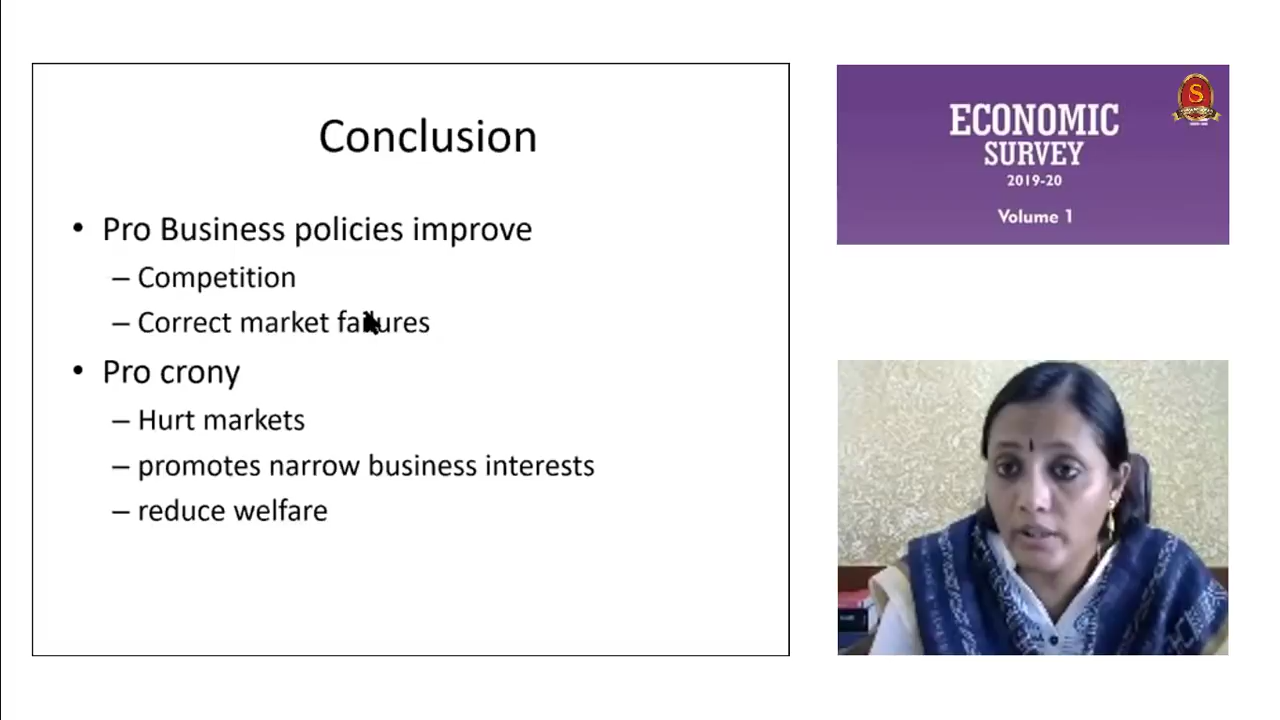 Conclusion
• Pro Business policies improve
– Competition
– Correct market failures
• Pro crony
– Hurt markets
– promotes narrow business interests
– reduce welfare
ECONOMIC
SURVEY
2019-20
Volume 1
S